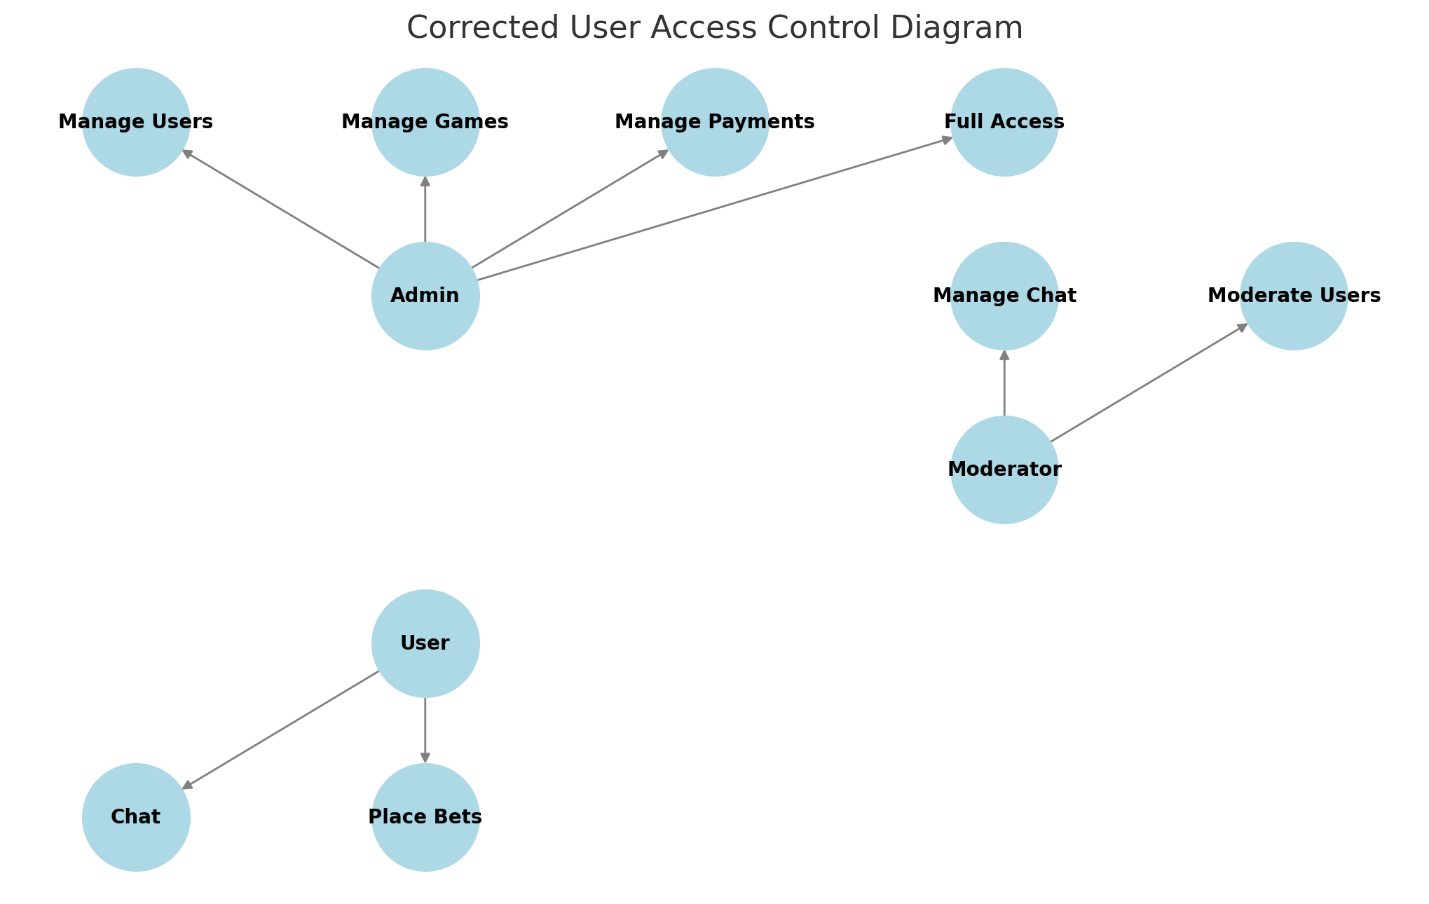 Corrected User Access Control Diagram
Manage Users
Manage Games
Manage Payments
Full Access
Admin
Manage Chat
Moderate Users
Moderator
User
Chat
Place Bets